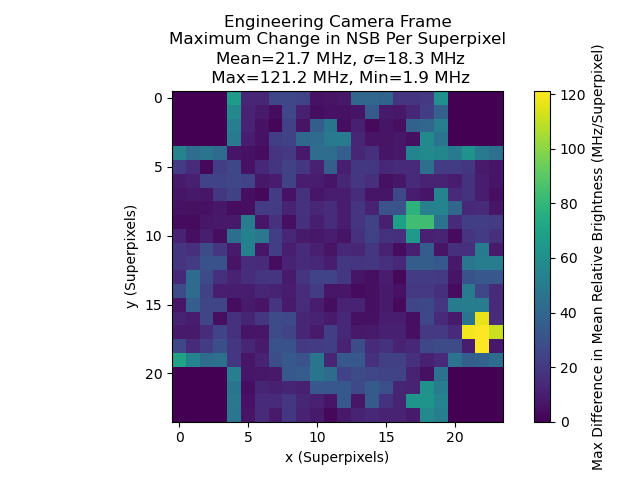 Engineering Camera Frame
Maximum Change in NSB Per Superpixel
Mean=21.7 MHz, σ=18.3 MHz
Max=121.2 MHz, Min=1.9 MHz
0
5
10
15
20
y (Superpixels)
0
5
10
15
20
x (Superpixels)
120
100
80
60
40
20
0
Max Difference in Mean Relative Brightness (MHz/Superpixel)